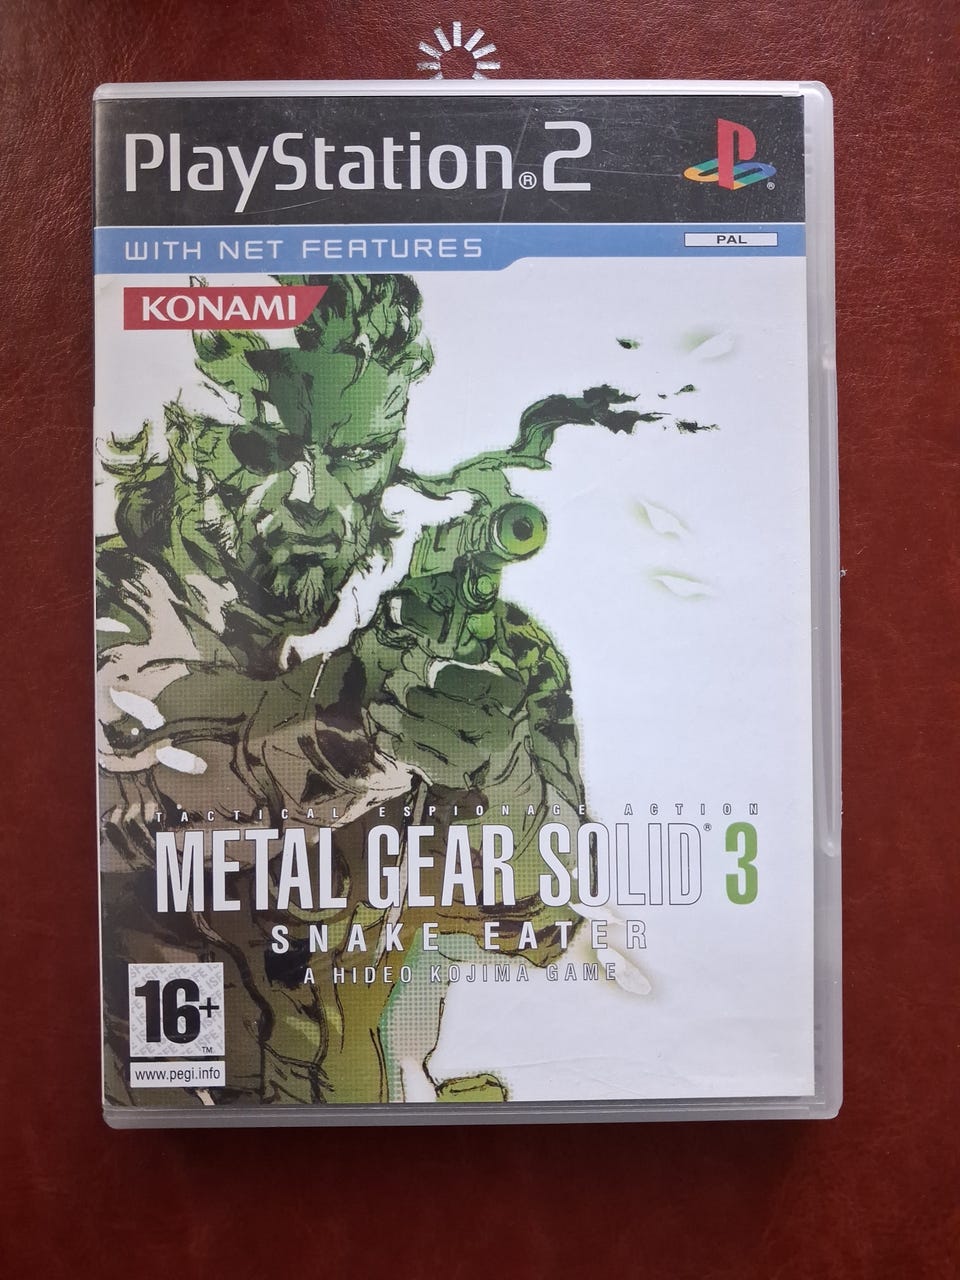 PlayStation®2
WITH NET FEATURES
PAL
KONAMI
TACTICAL ESPIONAGE ACTION
METAL GEAR SOLID® 3
SNAKE EATER
A HIDEO KOJIMA GAME
16+
TM
www.pegi.info